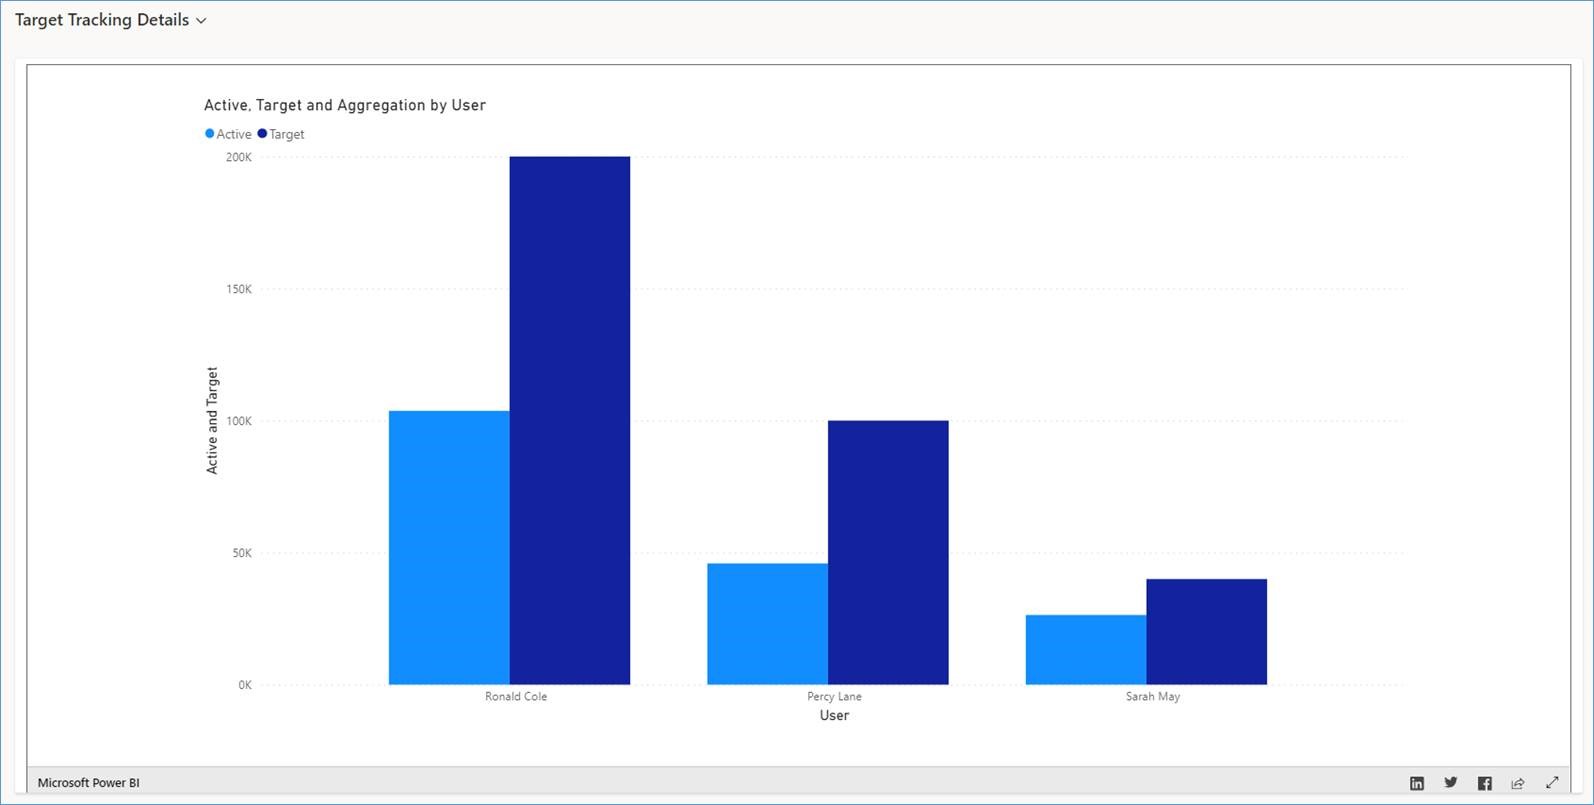 Target Tracking Details
Active, Target and Aggregation by User
Active Target
200K
150K
100K
50K
0K
Active and Target
Ronald Cole Percy Lane Sarah May
User
Microsoft Power BI